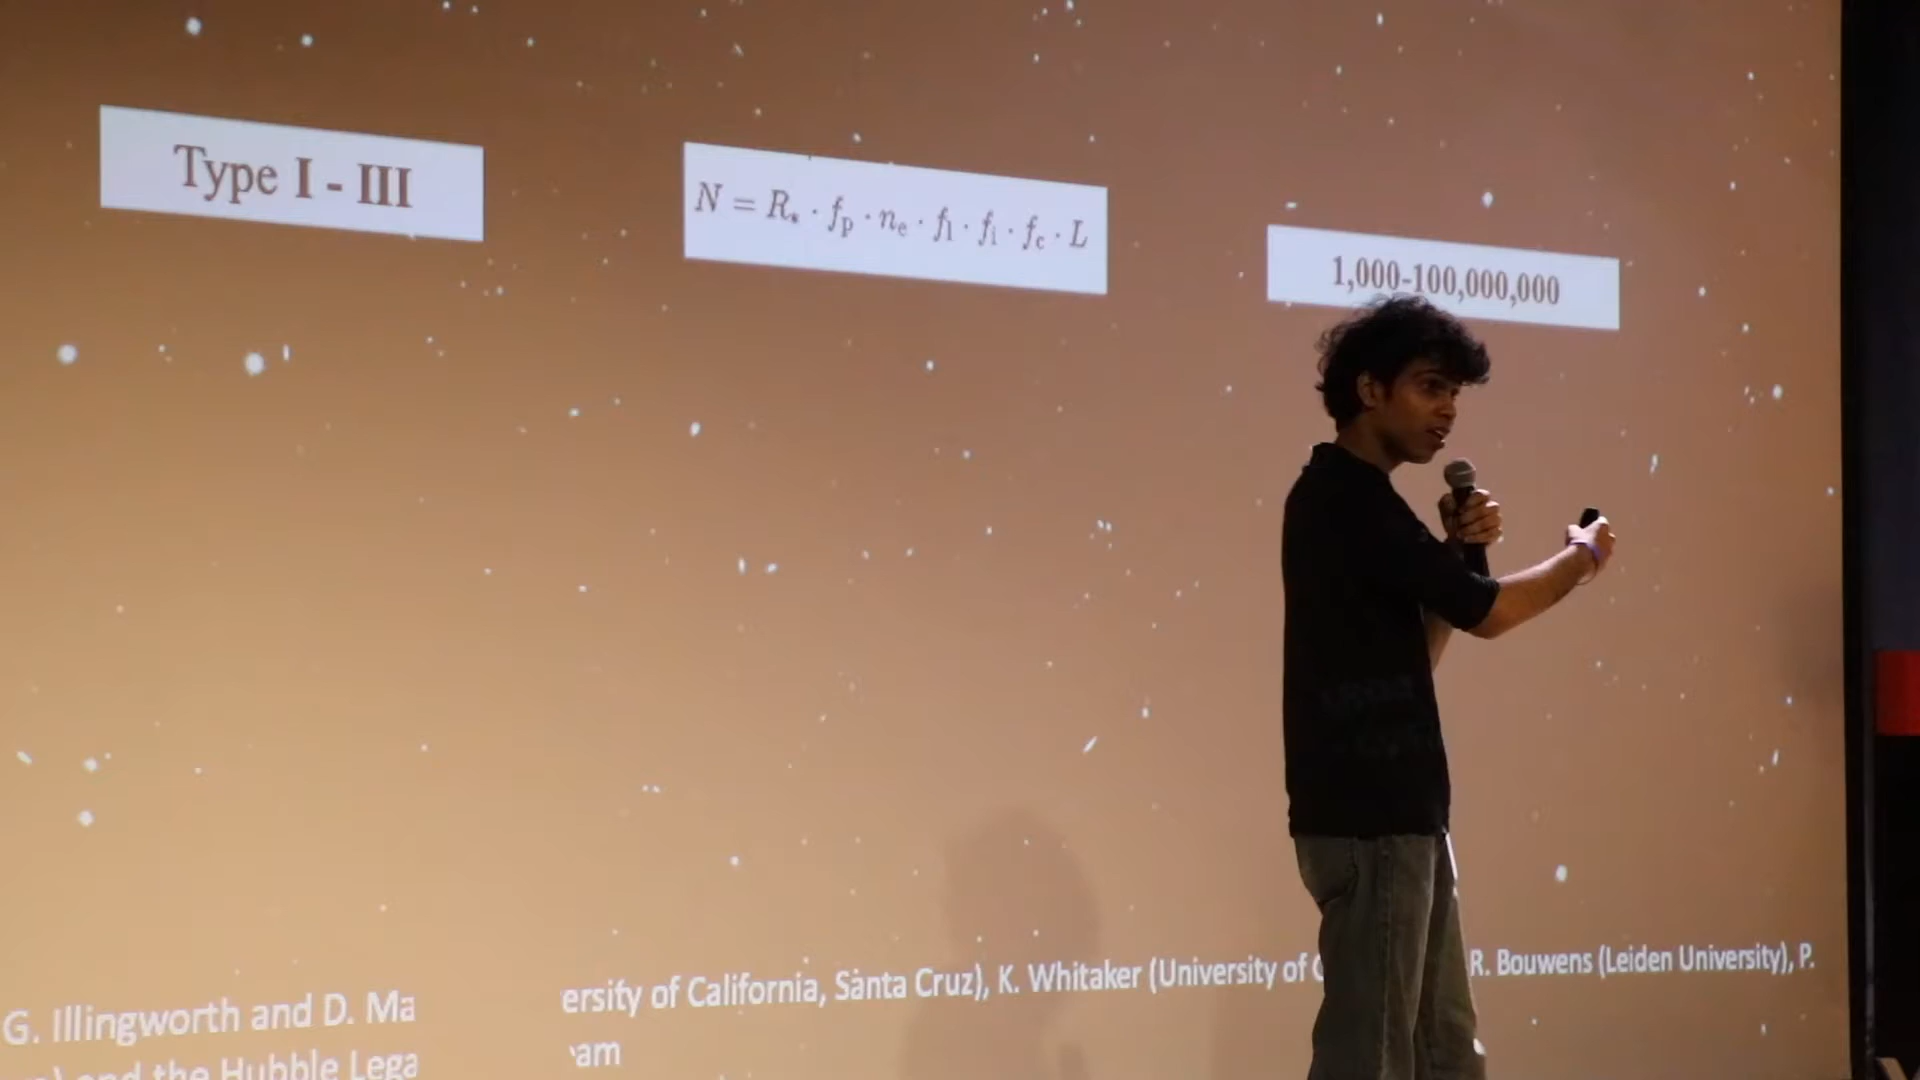 Type I - III
N = R* · fp · ne · fl · fi · fc · L
1,000-100,000,000
G. Illingworth and D. Ma ersity of California, Santa Cruz), K. Whitaker (University of R. Bouwens (Leiden University), P.
and the Hubble Lega am